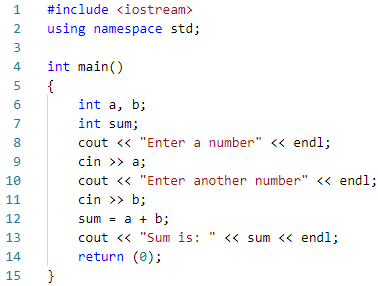 1 #include <iostream>
2 using namespace std;
3
4 int main()
5 {
6     int a, b;
7     int sum;
8     cout << "Enter a number" << endl;
9     cin >> a;
10     cout << "Enter another number" << endl;
11     cin >> b;
12     sum = a + b;
13     cout << "Sum is: " << sum << endl;
14     return (0);
15 }